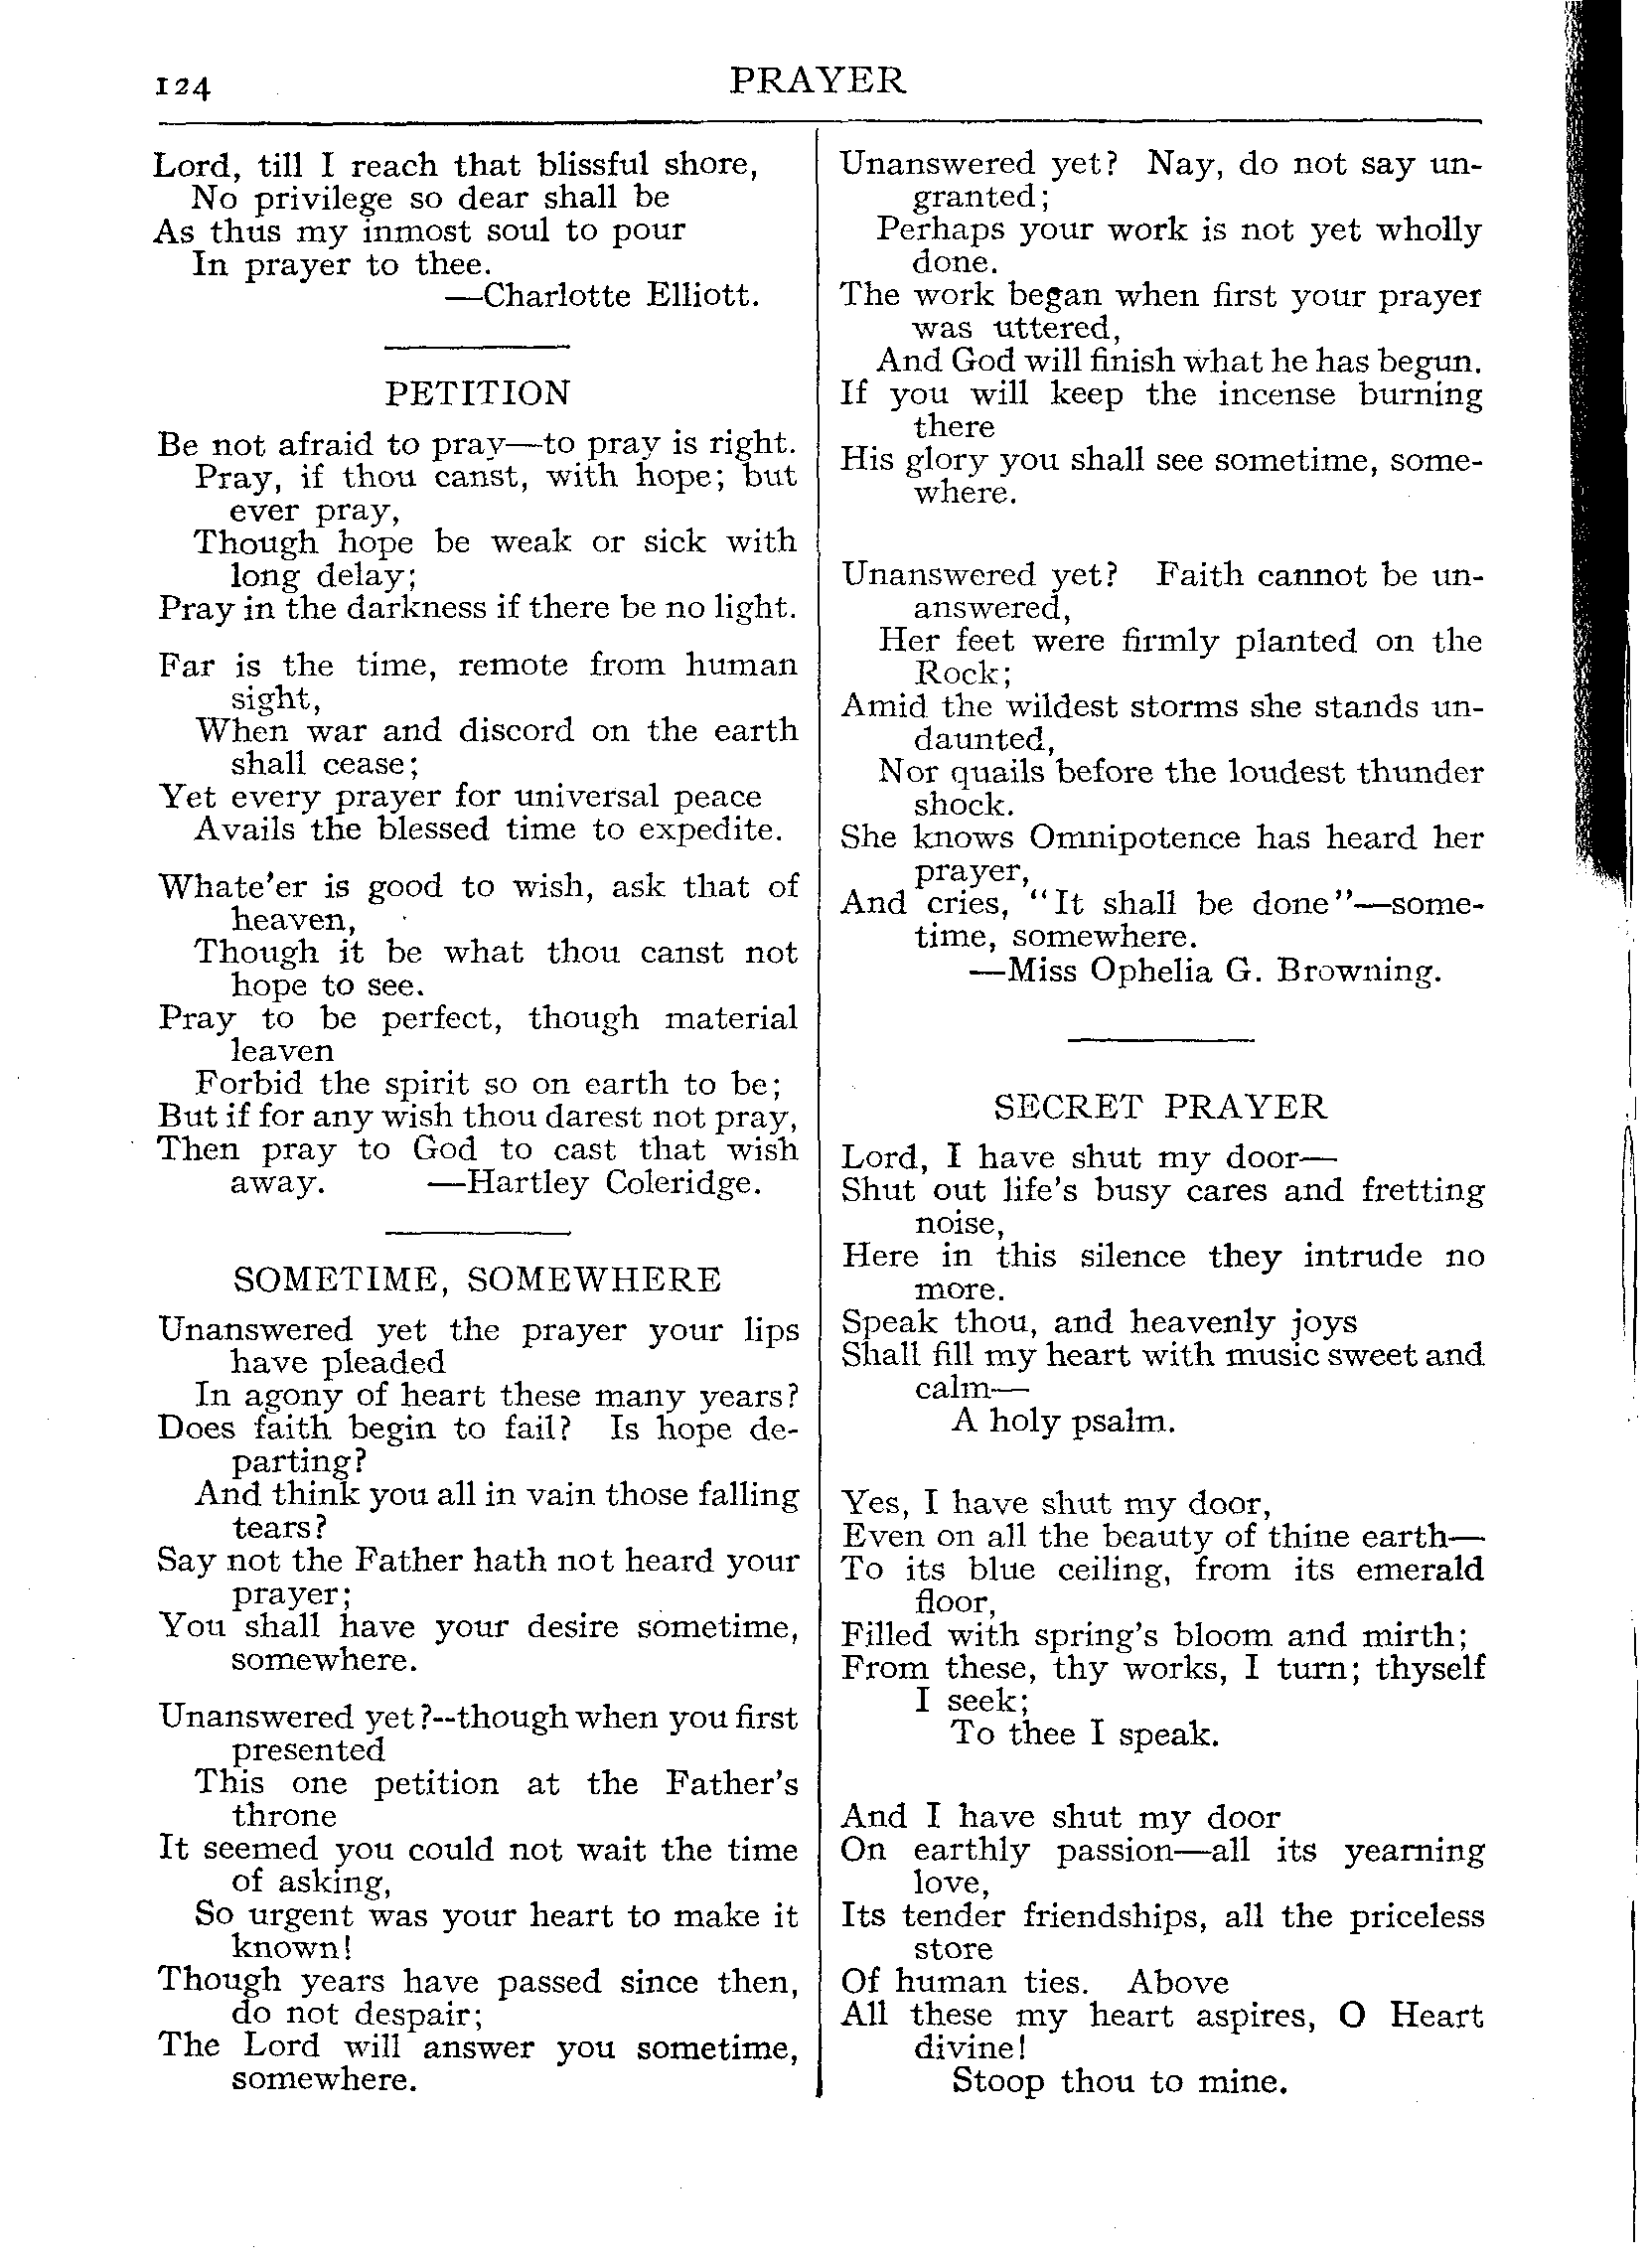 124
PRAYER
Lord, till I reach that blissful shore,
No privilege so dear shall be
As thus my inmost soul to pour
In prayer to thee.
—Charlotte Elliott.
PETITION
Be not afraid to pray—to pray is right.
Pray, if thou canst, with hope; but
ever pray,
Though hope be weak or sick with
long delay;
Pray in the darkness if there be no light.
Far is the time, remote from human
sight,
When war and discord on the earth
shall cease;
Yet every prayer for universal peace
Avails the blessed time to expedite.
Whate'er is good to wish, ask that of
heaven,
Though it be what thou canst not
hope to see.
Pray to be perfect, though material
leaven
Forbid the spirit so on earth to be;
But if for any wish thou darest not pray,
Then pray to God to cast that wish
away. —Hartley Coleridge.
SOMETIME, SOMEWHERE
Unanswered yet the prayer your lips
have pleaded
In agony of heart these many years?
Does faith begin to fail? Is hope de-
parting?
And think you all in vain those falling
tears?
Say not the Father hath not heard your
prayer;
You shall have your desire sometime,
somewhere.
Unanswered yet?--though when you first
presented
This one petition at the Father's
throne
It seemed you could not wait the time
of asking,
So urgent was your heart to make it
known!
Though years have passed since then,
do not despair;
The Lord will answer you sometime,
somewhere.
Unanswered yet? Nay, do not say un-
granted;
Perhaps your work is not yet wholly
done.
The work began when first your prayer
was uttered,
And God will finish what he has begun.
If you will keep the incense burning
there
His glory you shall see sometime, some-
where.
Unanswered yet? Faith cannot be un-
answered,
Her feet were firmly planted on the
Rock;
Amid the wildest storms she stands un-
daunted,
Nor quails before the loudest thunder
shock.
She knows Omnipotence has heard her
prayer,
And cries, "It shall be done"—some-
time, somewhere.
—Miss Ophelia G. Browning.
SECRET PRAYER
Lord, I have shut my door—
Shut out life's busy cares and fretting
noise,
Here in this silence they intrude no
more.
Speak thou, and heavenly joys
Shall fill my heart with music sweet and
calm—
A holy psalm.
Yes, I have shut my door,
Even on all the beauty of thine earth—
To its blue ceiling, from its emerald
floor,
Filled with spring's bloom and mirth;
From these, thy works, I turn; thyself
I seek;
To thee I speak.
And I have shut my door
On earthly passion—all its yearning
love,
Its tender friendships, all the priceless
store
Of human ties. Above
All these my heart aspires, O Heart
divine!
Stoop thou to mine.